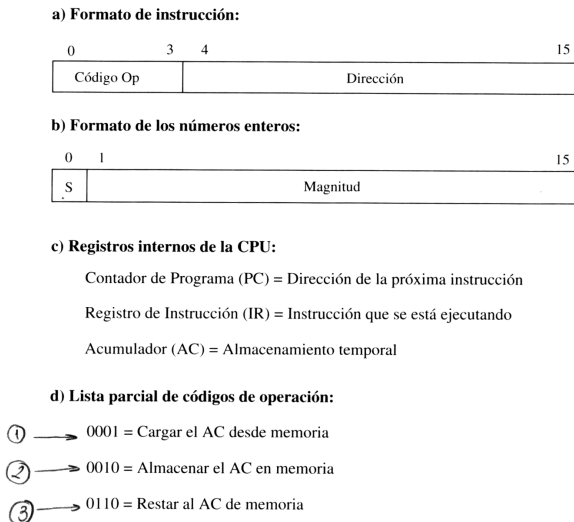 a) Formato de instrucción:
0 3 4 15
Código Op Dirección
b) Formato de los números enteros:
0 1 15
S Magnitud
c) Registros internos de la CPU:
Contador de Programa (PC) = Dirección de la próxima instrucción
Registro de Instrucción (IR) = Instrucción que se está ejecutando
Acumulador (AC) = Almacenamiento temporal
d) Lista parcial de códigos de operación:
1 0001 = Cargar el AC desde memoria
2 0010 = Almacenar el AC en memoria
3 0110 = Restar al AC de memoria